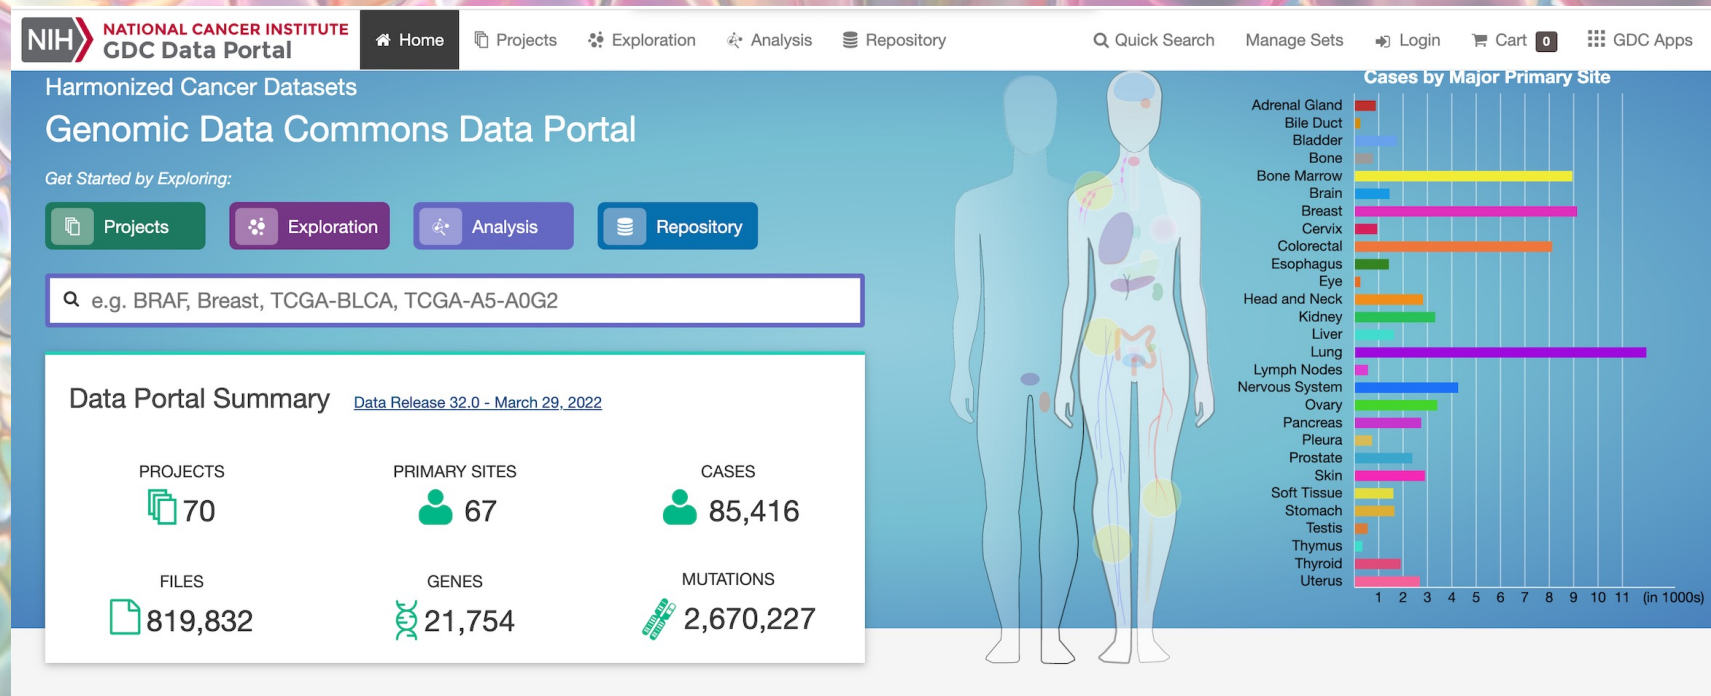 NIH NATIONAL CANCER INSTITUTE
GDC Data Portal
Home Projects Exploration Analysis Repository Quick Search Manage Sets Login Cart 0 GDC Apps
Harmonized Cancer Datasets
Genomic Data Commons Data Portal
Get Started by Exploring:
Projects Exploration Analysis Repository
e.g. BRAF, Breast, TCGA-BLCA, TCGA-A5-A0G2
Data Portal Summary Data Release 32.0 - March 29, 2022
PROJECTS PRIMARY SITES CASES
70 67 85,416
FILES GENES MUTATIONS
819,832 21,754 2,670,227
Cases by Major Primary Site
Adrenal Gland
Bile Duct
Bladder
Bone
Bone Marrow
Brain
Breast
Cervix
Colorectal
Esophagus
Eye
Head and Neck
Kidney
Liver
Lung
Lymph Nodes
Nervous System
Ovary
Pancreas
Pleura
Prostate
Skin
Soft Tissue
Stomach
Testis
Thymus
Thyroid
Uterus
1 2 3 4 5 6 7 8 9 10 11 (in 1000s)